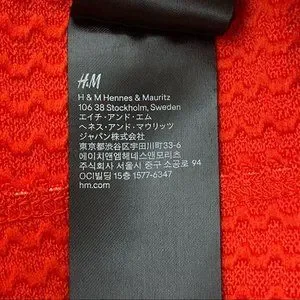 H&M
H & M Hennes & Mauritz
106 38 Stockholm, Sweden
エイチ・アンド・エム
ヘネス・アンド・マウリッツ
ジャパン株式会社
東京都渋谷区宇田川町33-6
에이치앤엠헤네스앤모리츠
주식회사 서울시 중구 소공로 94
OCI빌딩 15층 1577-6347
hm.com